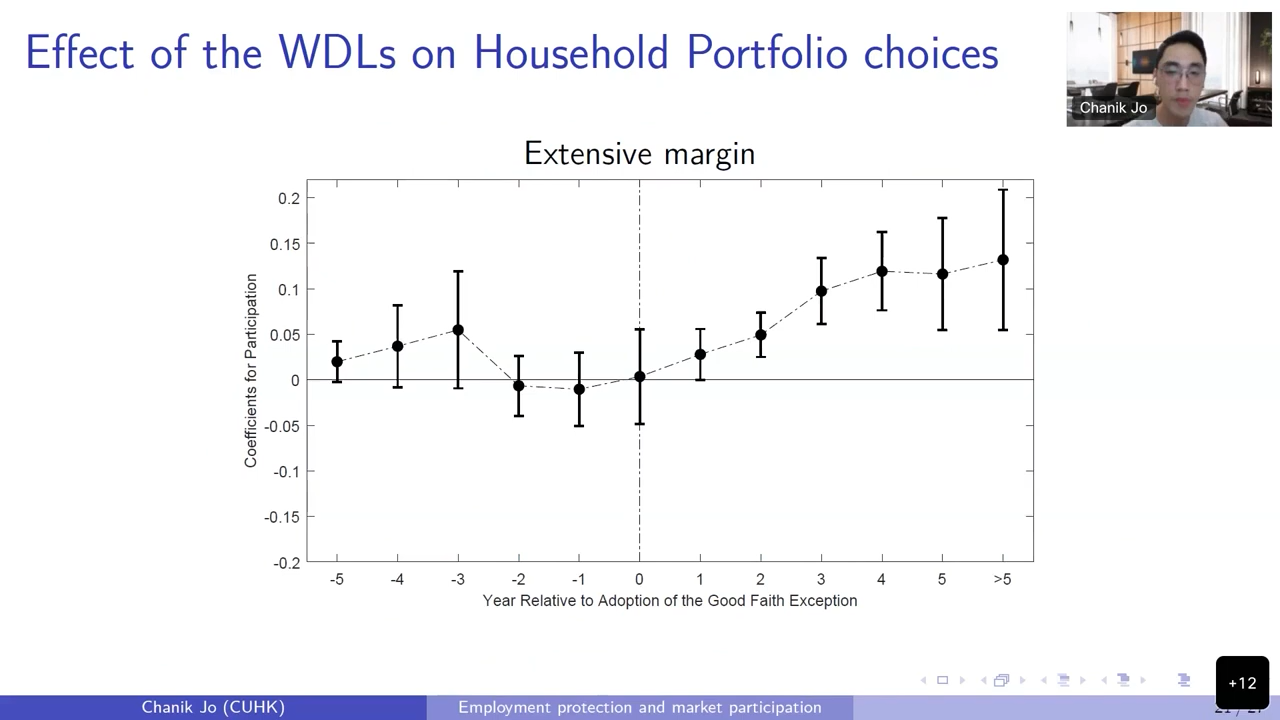 Effect of the WDLs on Household Portfolio choices
Chanik Jo
Extensive margin
0.2
0.15
0.1
0.05
0
-0.05
-0.1
-0.15
-0.2
Coefficients for Participation
-5 -4 -3 -2 -1 0 1 2 3 4 5 >5
Year Relative to Adoption of the Good Faith Exception
+12
Chanik Jo (CUHK) Employment protection and market participation